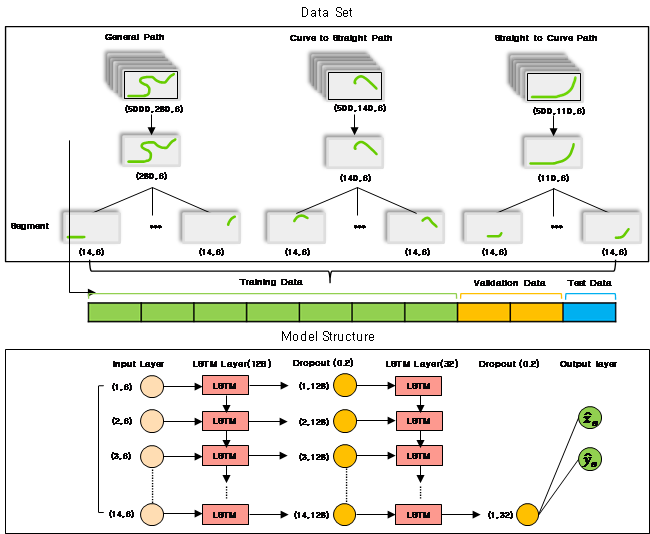 Data Set
General Path Curve to Straight Path Straight to Curve Path
(5000,280,6) (500,140,6) (500,110,6)
(280,6) (140,6) (110,6)
... ... ...
Segment
(14,6) (14,6) (14,6) (14,6) (14,6) (14,6)
Training Data Validation Data Test Data
Model Structure
Input Layer LSTM Layer(128) Dropout (0.2) LSTM Layer(32) Dropout (0.2) Output layer
(1,6) LSTM (1,128) LSTM
(2,6) LSTM (2,128) LSTM
(3,6) LSTM (3,128) LSTM
(14,6) LSTM (14,128) LSTM (1,32)
x̂ₛ
ŷₛ